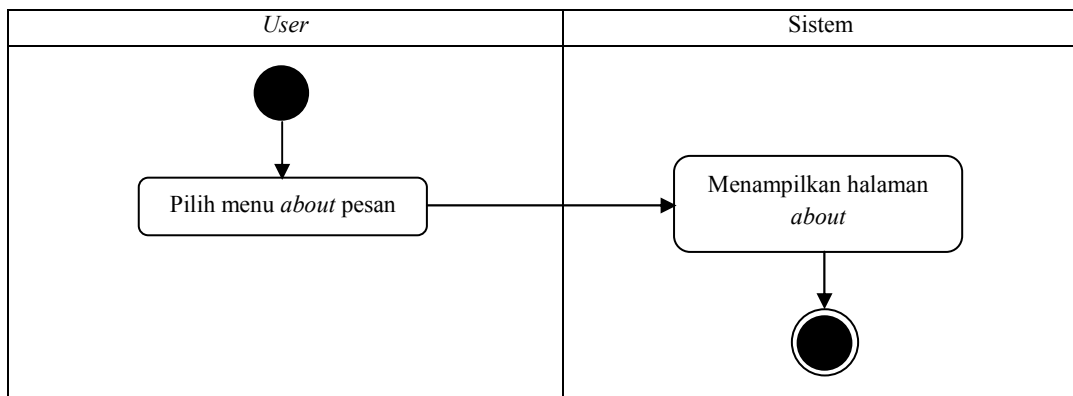 User
Sistem
Pilih menu about pesan
Menampilkan halaman
about